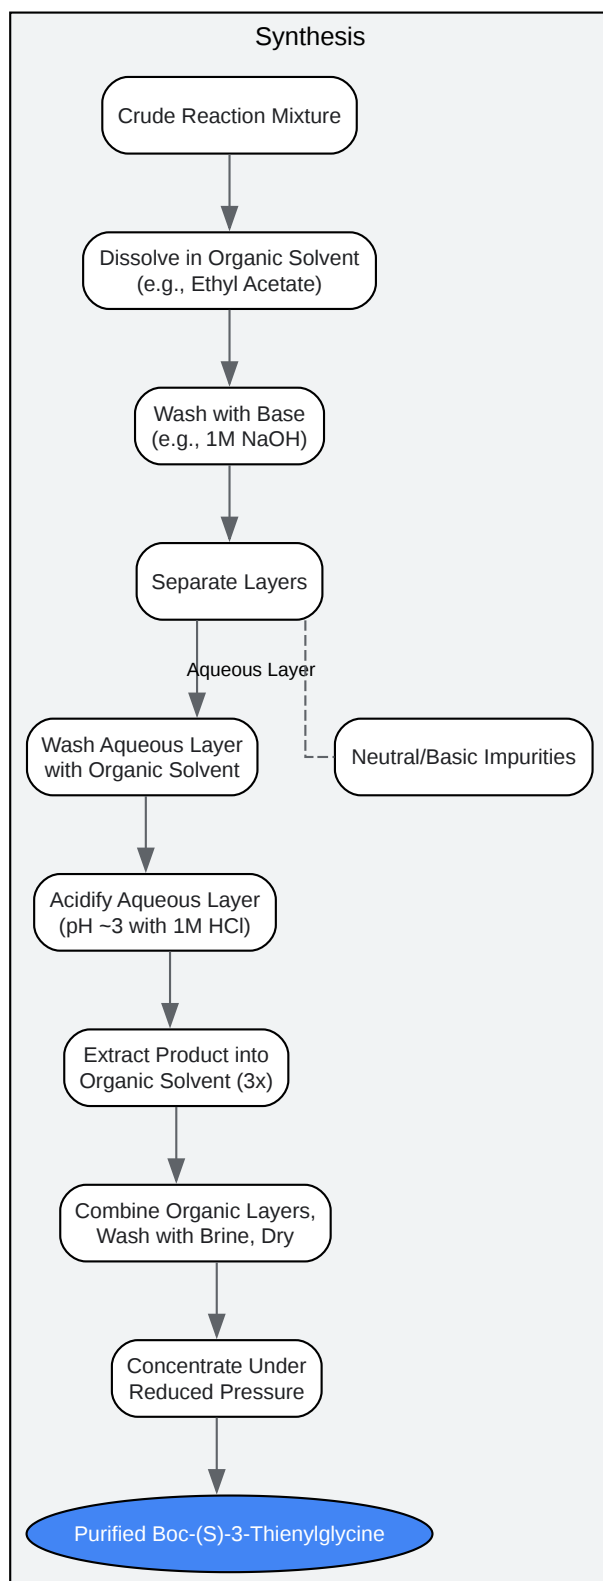 Synthesis
Crude Reaction Mixture
Dissolve in Organic Solvent
(e.g., Ethyl Acetate)
Wash with Base
(e.g., 1M NaOH)
Separate Layers
Aqueous Layer
Wash Aqueous Layer
with Organic Solvent
Neutral/Basic Impurities
Acidify Aqueous Layer
(pH ~3 with 1M HCl)
Extract Product into
Organic Solvent (3x)
Combine Organic Layers,
Wash with Brine, Dry
Concentrate Under
Reduced Pressure
Purified Boc-(S)-3-Thienylglycine